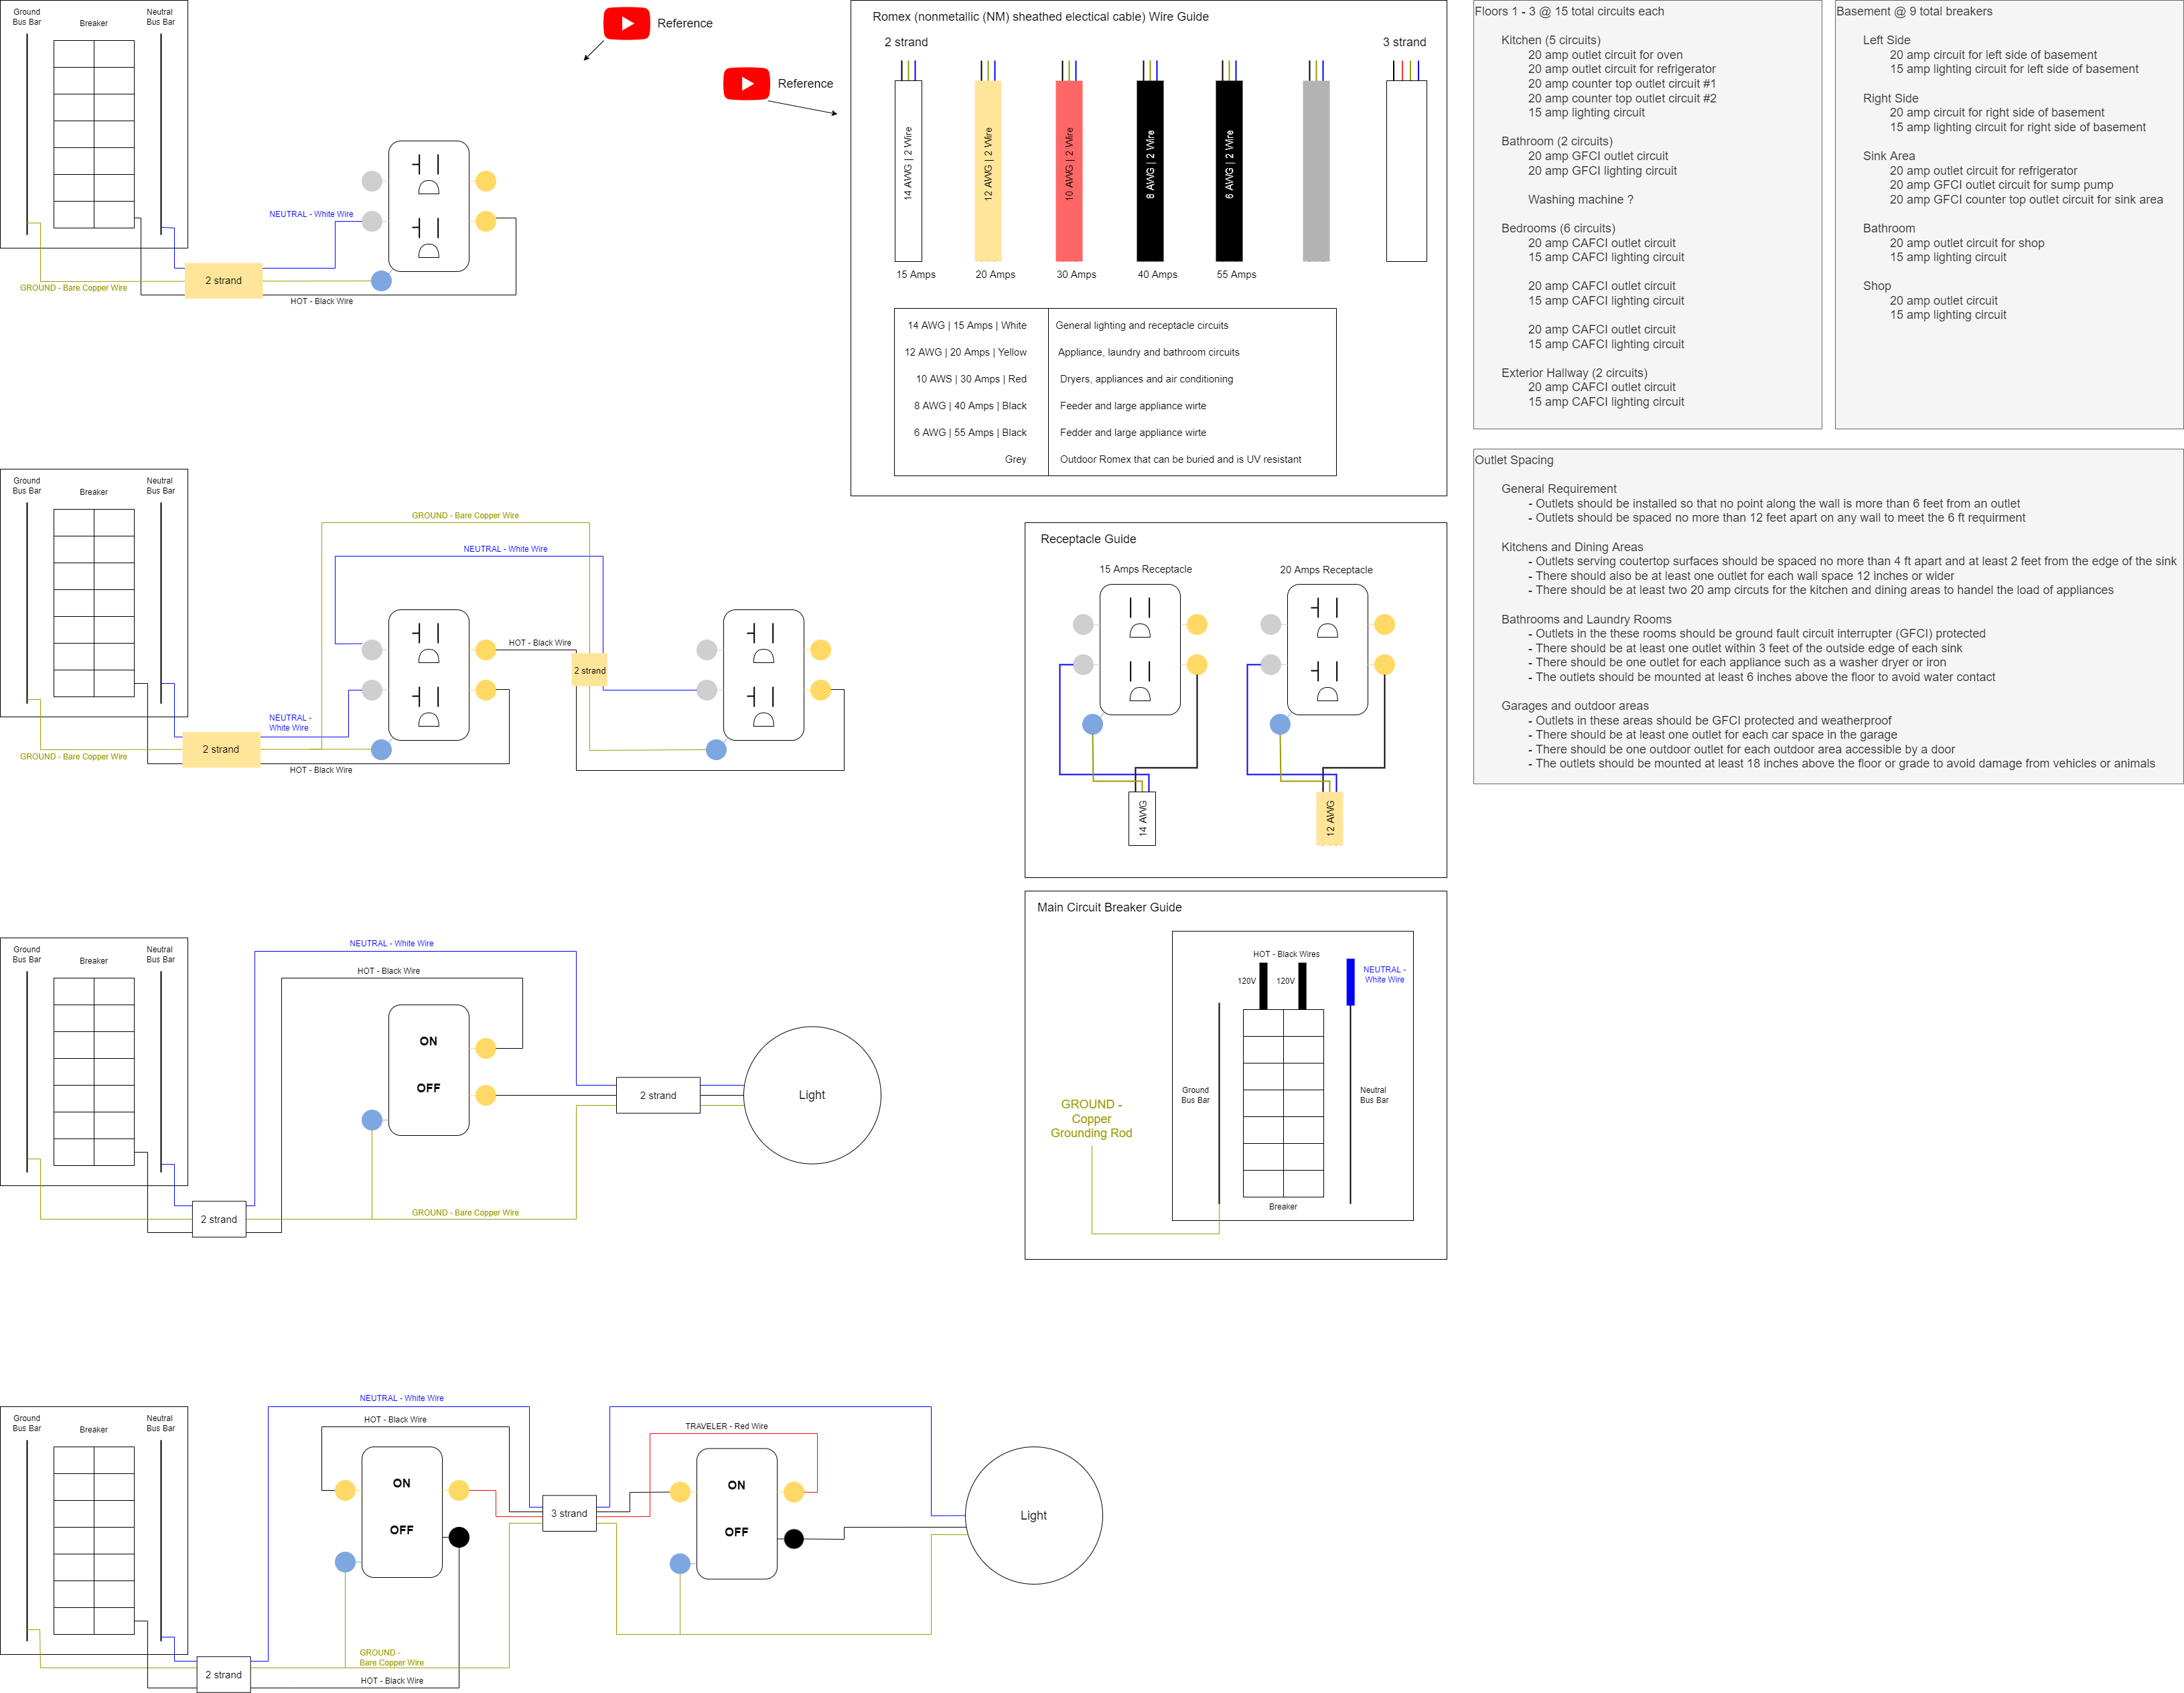 Ground
Bus Bar
Breaker
Neutral
Bus Bar
NEUTRAL - White Wire
2 strand
GROUND - Bare Copper Wire
HOT - Black Wire
Reference
Reference
Romex (nonmetallic (NM) sheathed electical cable) Wire Guide
2 strand
3 strand
14 AWG | 2 Wire
12 AWG | 2 Wire
10 AWG | 2 Wire
8 AWG | 2 Wire
6 AWG | 2 Wire
15 Amps
20 Amps
30 Amps
40 Amps
55 Amps
14 AWG | 15 Amps | White
General lighting and receptacle circuits
12 AWG | 20 Amps | Yellow
Appliance, laundry and bathroom circuits
10 AWS | 30 Amps | Red
Dryers, appliances and air conditioning
8 AWG | 40 Amps | Black
Feeder and large appliance wirte
6 AWG | 55 Amps | Black
Fedder and large appliance wirte
Grey
Outdoor Romex that can be buried and is UV resistant
Floors 1 - 3 @ 15 total circuits each
Kitchen (5 circuits)
20 amp outlet circuit for oven
20 amp outlet circuit for refrigerator
20 amp counter top outlet circuit #1
20 amp counter top outlet circuit #2
15 amp lighting circuit
Bathroom (2 circuits)
20 amp GFCI outlet circuit
20 amp GFCI lighting circuit
Washing machine ?
Bedrooms (6 circuits)
20 amp CAFCI outlet circuit
15 amp CAFCI lighting circuit
20 amp CAFCI outlet circuit
15 amp CAFCI lighting circuit
20 amp CAFCI outlet circuit
15 amp CAFCI lighting circuit
Exterior Hallway (2 circuits)
20 amp CAFCI outlet circuit
15 amp CAFCI lighting circuit
Basement @ 9 total breakers
Left Side
20 amp circuit for left side of basement
15 amp lighting circuit for left side of basement
Right Side
20 amp circuit for right side of basement
15 amp lighting circuit for right side of basement
Sink Area
20 amp outlet circuit for refrigerator
20 amp GFCI outlet circuit for sump pump
20 amp GFCI counter top outlet circuit for sink area
Bathroom
20 amp outlet circuit for shop
15 amp lighting circuit
Shop
20 amp outlet circuit
15 amp lighting circuit
Outlet Spacing
General Requirement
- Outlets should be installed so that no point along the wall is more than 6 feet from an outlet
- Outlets should be spaced no more than 12 feet apart on any wall to meet the 6 ft requirment
Kitchens and Dining Areas
- Outlets serving coutertop surfaces should be spaced no more than 4 ft apart and at least 2 feet from the edge of the sink
- There should also be at least one outlet for each wall space 12 inches or wider
- There should be at least two 20 amp circuts for the kitchen and dining areas to handel the load of appliances
Bathrooms and Laundry Rooms
- Outlets in the these rooms should be ground fault circuit interrupter (GFCI) protected
- There should be at least one outlet within 3 feet of the outside edge of each sink
- There should be one outlet for each appliance such as a washer dryer or iron
- The outlets should be mounted at least 6 inches above the floor to avoid water contact
Garages and outdoor areas
- Outlets in these areas should be GFCI protected and weatherproof
- There should be at least one outlet for each car space in the garage
- There should be one outdoor outlet for each outdoor area accessible by a door
- The outlets should be mounted at least 18 inches above the floor or grade to avoid damage from vehicles or animals
Ground
Bus Bar
Breaker
Neutral
Bus Bar
GROUND - Bare Copper Wire
NEUTRAL - White Wire
HOT - Black Wire
2 strand
NEUTRAL -
White Wire
2 strand
GROUND - Bare Copper Wire
HOT - Black Wire
Receptacle Guide
15 Amps Receptacle
20 Amps Receptacle
14 AWG
12 AWG
Main Circuit Breaker Guide
HOT - Black Wires
120V
120V
NEUTRAL -
White Wire
Ground
Bus Bar
Neutral
Bus Bar
GROUND -
Copper
Grounding Rod
Breaker
Ground
Bus Bar
Breaker
Neutral
Bus Bar
NEUTRAL - White Wire
HOT - Black Wire
ON
OFF
2 strand
Light
2 strand
GROUND - Bare Copper Wire
Ground
Bus Bar
Breaker
Neutral
Bus Bar
NEUTRAL - White Wire
HOT - Black Wire
TRAVELER - Red Wire
ON
OFF
3 strand
ON
OFF
Light
GROUND -
Bare Copper Wire
2 strand
HOT - Black Wire